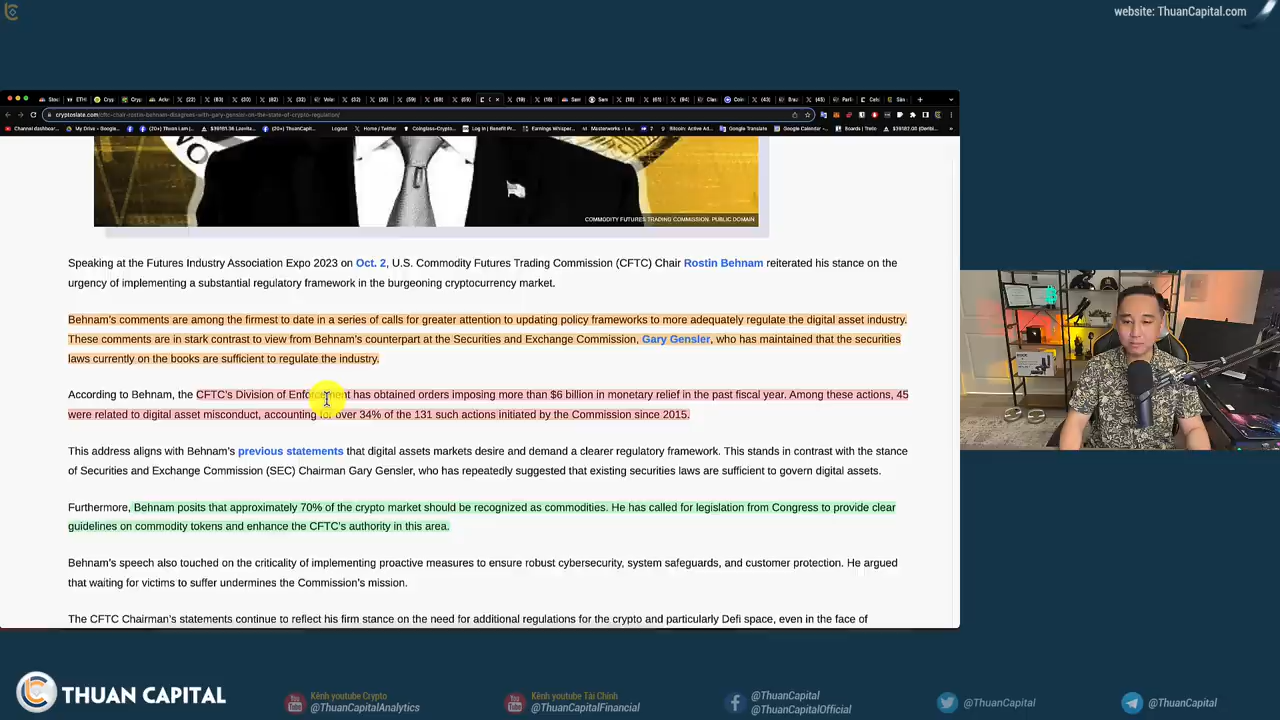 website: ThuanCapital.com
cryptoslate.com/cftc-chair-rostin-behnam-disagrees-with-gary-gensler-on-the-state-of-crypto-regulation/
COMMODITY FUTURES TRADING COMMISSION. PUBLIC DOMAIN
Speaking at the Futures Industry Association Expo 2023 on Oct. 2, U.S. Commodity Futures Trading Commission (CFTC) Chair Rostin Behnam reiterated his stance on the
urgency of implementing a substantial regulatory framework in the burgeoning cryptocurrency market.
Behnam's comments are among the firmest to date in a series of calls for greater attention to updating policy frameworks to more adequately regulate the digital asset industry.
These comments are in stark contrast to view from Behnam's counterpart at the Securities and Exchange Commission, Gary Gensler, who has maintained that the securities
laws currently on the books are sufficient to regulate the industry.
According to Behnam, the CFTC's Division of Enforcement has obtained orders imposing more than $6 billion in monetary relief in the past fiscal year. Among these actions, 45
were related to digital asset misconduct, accounting for over 34% of the 131 such actions initiated by the Commission since 2015.
This address aligns with Behnam's previous statements that digital assets markets desire and demand a clearer regulatory framework. This stands in contrast with the stance
of Securities and Exchange Commission (SEC) Chairman Gary Gensler, who has repeatedly suggested that existing securities laws are sufficient to govern digital assets.
Furthermore, Behnam posits that approximately 70% of the crypto market should be recognized as commodities. He has called for legislation from Congress to provide clear
guidelines on commodity tokens and enhance the CFTC's authority in this area.
Behnam's speech also touched on the criticality of implementing proactive measures to ensure robust cybersecurity, system safeguards, and customer protection. He argued
that waiting for victims to suffer undermines the Commission's mission.
The CFTC Chairman's statements continue to reflect his firm stance on the need for additional regulations for the crypto and particularly Defi space, even in the face of
THUAN CAPITAL
Kênh youtube Crypto
@ThuanCapitalAnalytics
Kênh youtube Tài Chính
@ThuanCapitalFinancial
@ThuanCapital
@ThuanCapitalOfficial
@ThuanCapital
@ThuanCapital